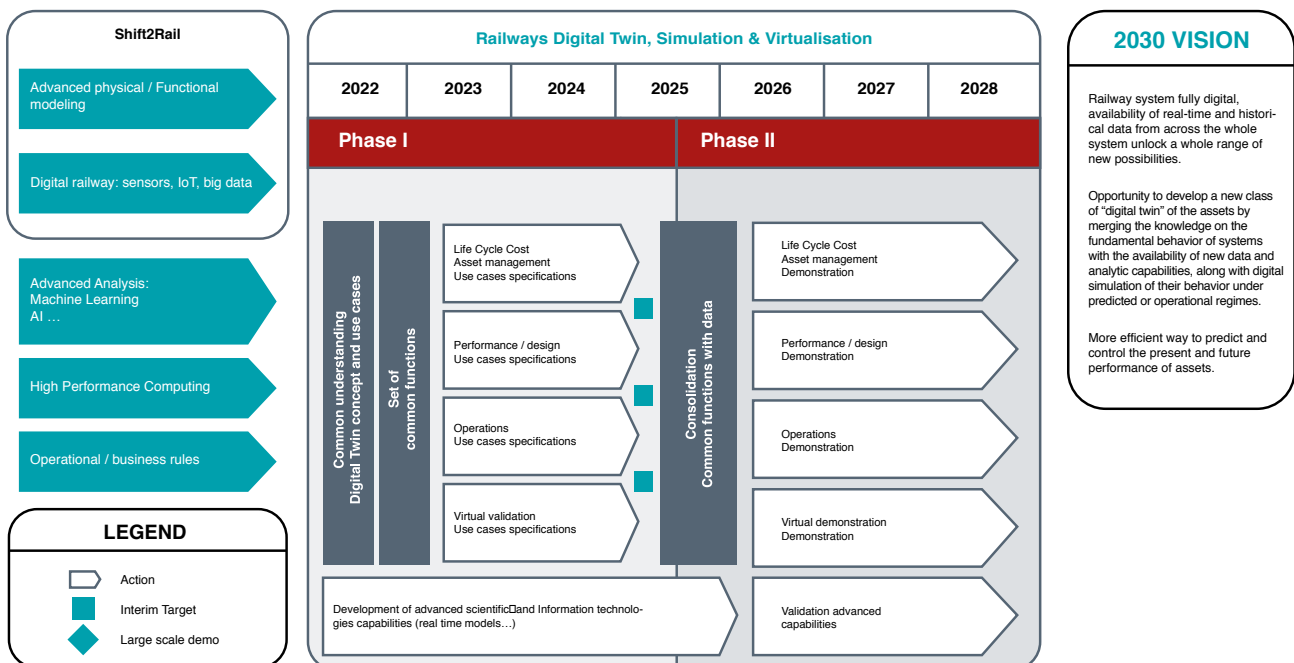 Shift2Rail
Advanced physical / Functional
modeling
Digital railway: sensors, IoT, big data
Advanced Analysis:
Machine Learning
AI …
High Performance Computing
Operational / business rules
LEGEND
Action
Interim Target
Large scale demo
Railways Digital Twin, Simulation & Virtualisation
2022 2023 2024 2025 2026 2027 2028
Phase I
Phase II
Common understanding
Digital Twin concept and use cases
Set of
common functions
Life Cycle Cost
Asset management
Use cases specifications
Performance / design
Use cases specifications
Operations
Use cases specifications
Virtual validation
Use cases specifications
Development of advanced scientific□and Information technolo-
gies capabilities (real time models…)
Consolidation
Common functions with data
Life Cycle Cost
Asset management
Demonstration
Performance / design
Demonstration
Operations
Demonstration
Virtual demonstration
Demonstration
Validation advanced
capabilities
2030 VISION
Railway system fully digital,
availability of real-time and histori-
cal data from across the whole
system unlock a whole range of
new possibilities.
Opportunity to develop a new class
of “digital twin” of the assets by
merging the knowledge on the
fundamental behavior of systems
with the availability of new data and
analytic capabilities, along with digital
simulation of their behavior under
predicted or operational regimes.
More efficient way to predict and
control the present and future
performance of assets.